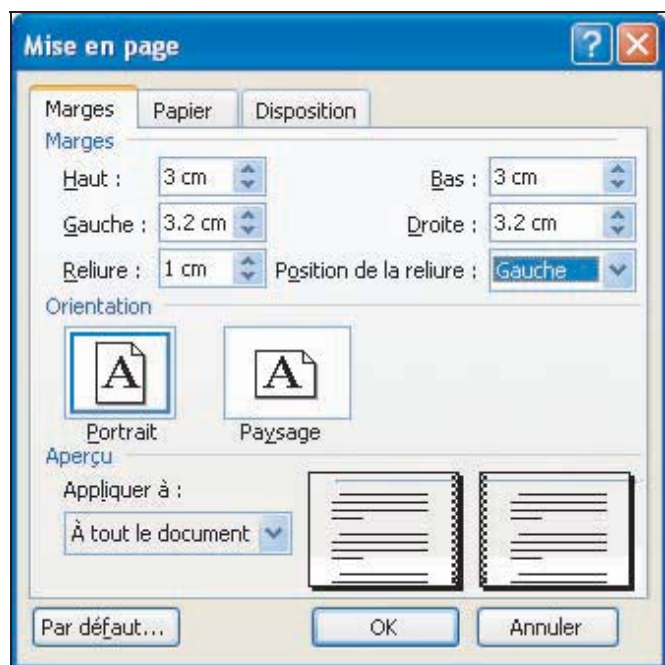 Mise en page
Marges Papier Disposition
Marges
Haut : 3 cm Bas : 3 cm
Gauche : 3.2 cm Droite : 3.2 cm
Reliure : 1 cm Position de la reliure : Gauche
Orientation
A A
Portrait Paysage
Aperçu
Appliquer à :
À tout le document
Par défaut... OK Annuler